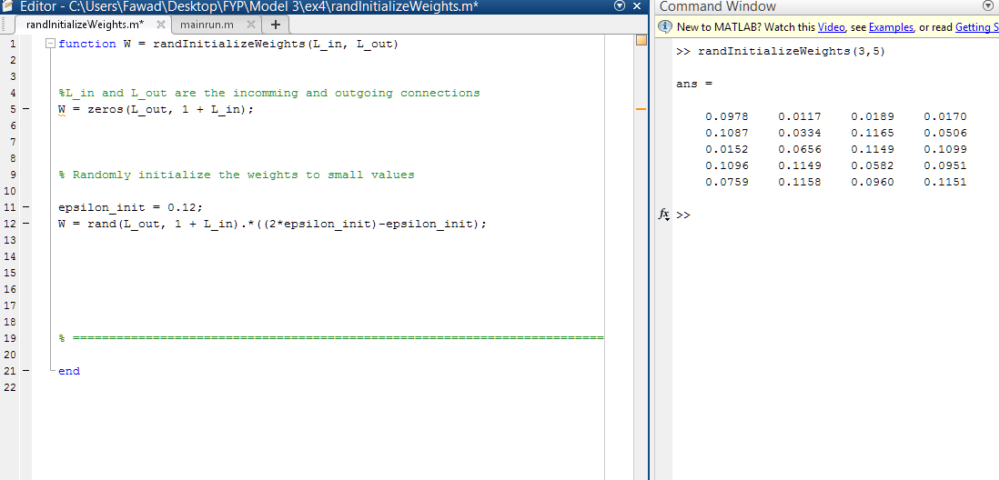 Editor - C:\Users\Fawad\Desktop\FYP\Model 3\ex4\randInitializeWeights.m*
randInitializeWeights.m* mainrun.m +
1 function W = randInitializeWeights(L_in, L_out)
2
3
4 %L_in and L_out are the incomming and outgoing connections
5 – W = zeros(L_out, 1 + L_in);
6
7
8
9 % Randomly initialize the weights to small values
10
11 – epsilon_init = 0.12;
12 – W = rand(L_out, 1 + L_in).*((2*epsilon_init)-epsilon_init);
13
14
15
16
17
18
19 % =========================================================================
20
21 – end
22
Command Window
New to MATLAB? Watch this Video, see Examples, or read Getting S
>> randInitializeWeights(3,5)
ans =
0.0978 0.0117 0.0189 0.0170
0.1087 0.0334 0.1165 0.0506
0.0152 0.0656 0.1149 0.1099
0.1096 0.1149 0.0582 0.0951
0.0759 0.1158 0.0960 0.1151
fx >>